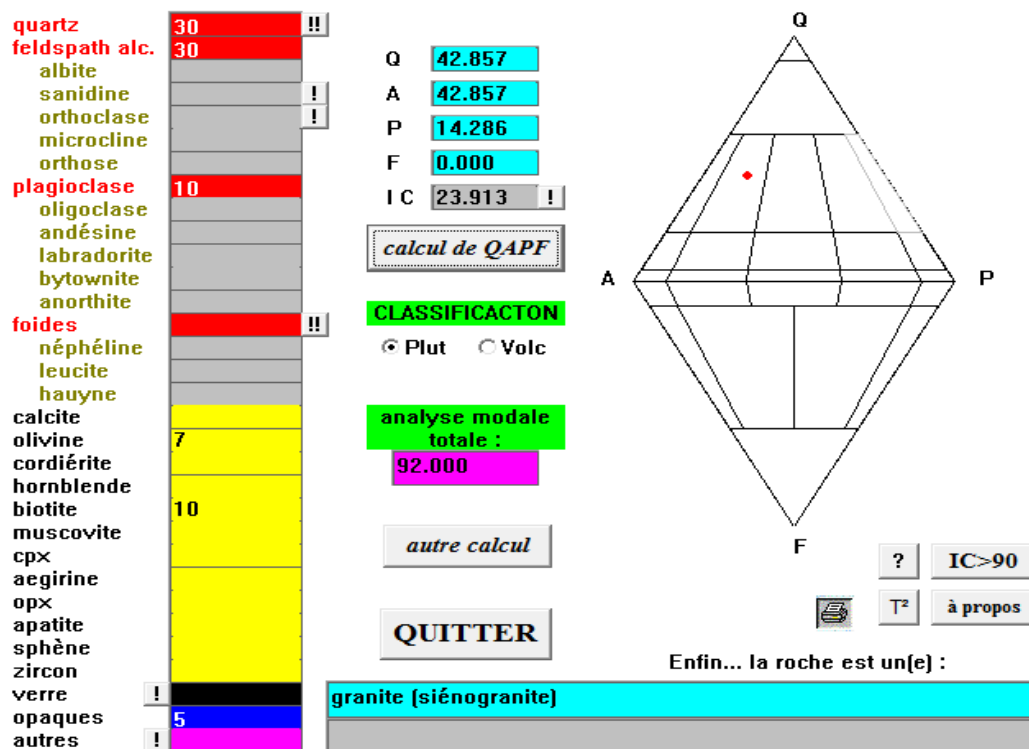 quartz 30 !!
feldspath alc. 30
albite
sanidine !
orthoclase !
microcline
orthose
plagioclase 10
oligoclase
andésine
labradorite
bytownite
anorthite
foides !!
néphéline
leucite
hauyne
calcite
olivine 7
cordiérite
hornblende
biotite 10
muscovite
cpx
aegirine
opx
apatite
sphène
zircon
verre !
opaques 5
autres !
Q 42.857
A 42.857
P 14.286
F 0.000
I C 23.913 !
calcul de QAPF
CLASSIFICACTON
Plut Volc
analyse modale
totale :
92.000
autre calcul
QUITTER
Q
A P
F
? IC>90
T² à propos
Enfin... la roche est un(e) :
granite (siénogranite)